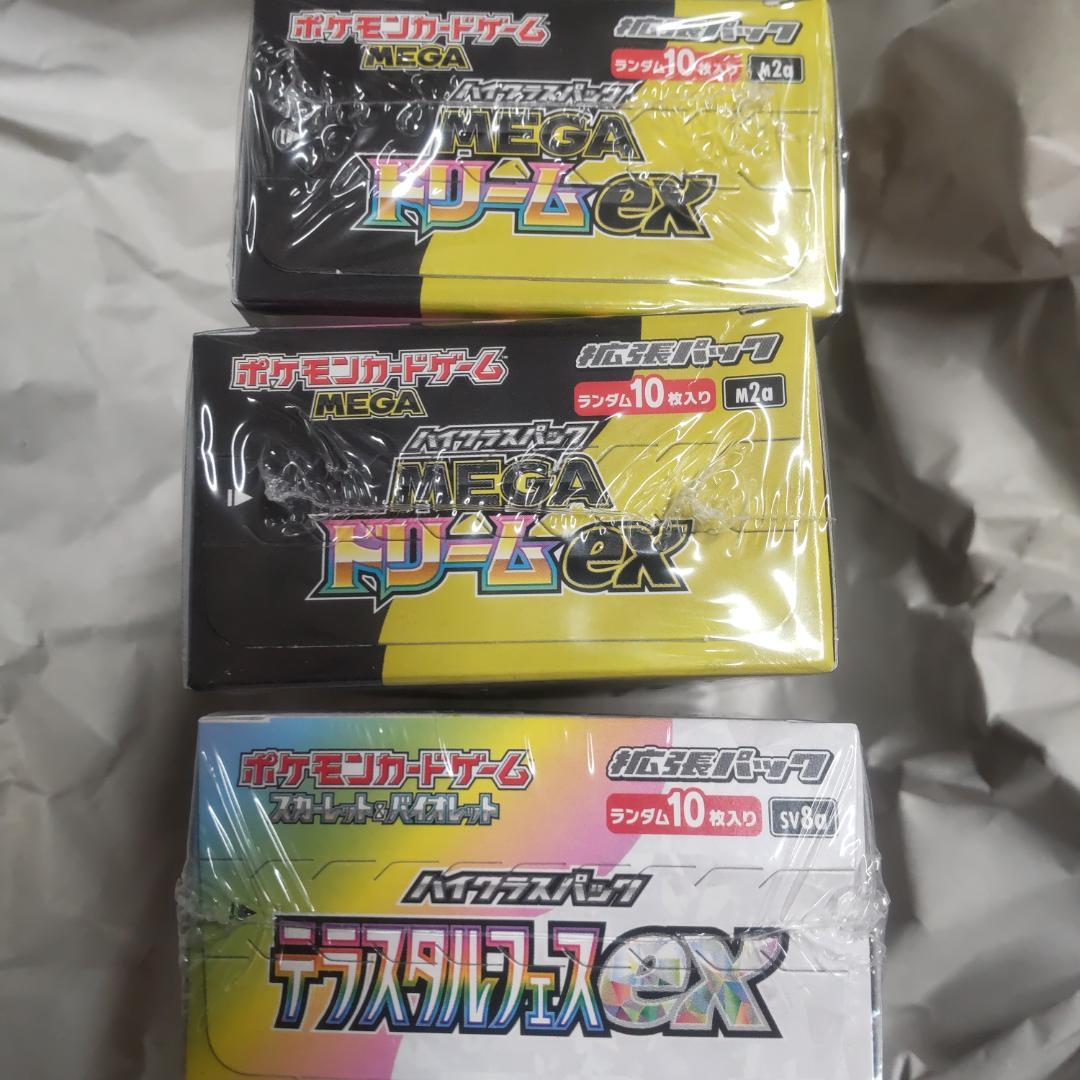 ポケモンカードゲーム
MEGA
拡張パック
ランダム10枚入り M2a
ハイクラスパック
MEGA
ドリームex
ポケモンカードゲーム
MEGA
拡張パック
ランダム10枚入り M2a
ハイクラスパック
MEGA
ドリームex
ポケモンカードゲーム
スカーレット&バイオレット
拡張パック
ランダム10枚入り SV8a
ハイクラスパック
テラスタルフェスex